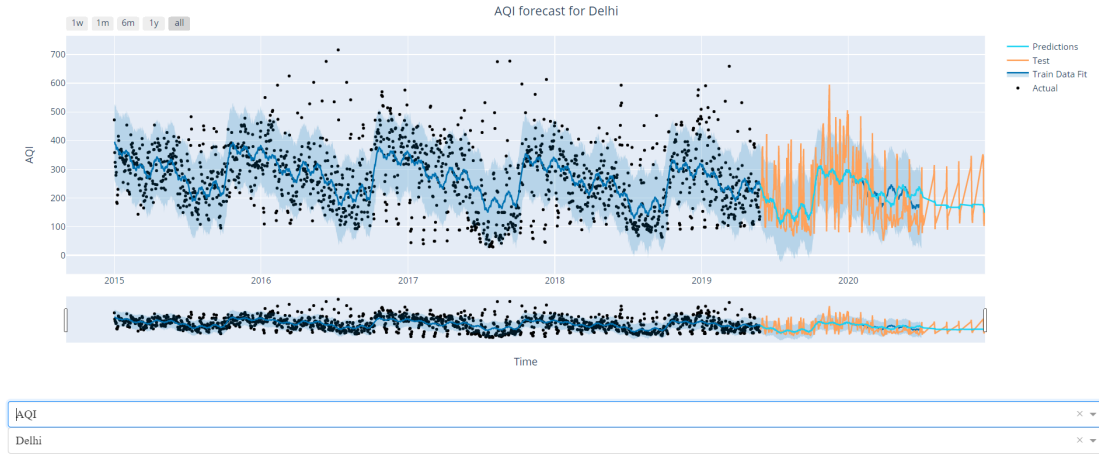 AQI forecast for Delhi
1w 1m 6m 1y all
700
600
500
400
300
200
100
0
AQI
2015 2016 2017 2018 2019 2020
Predictions
Test
Train Data Fit
Actual
Time
AQI ×
Delhi ×